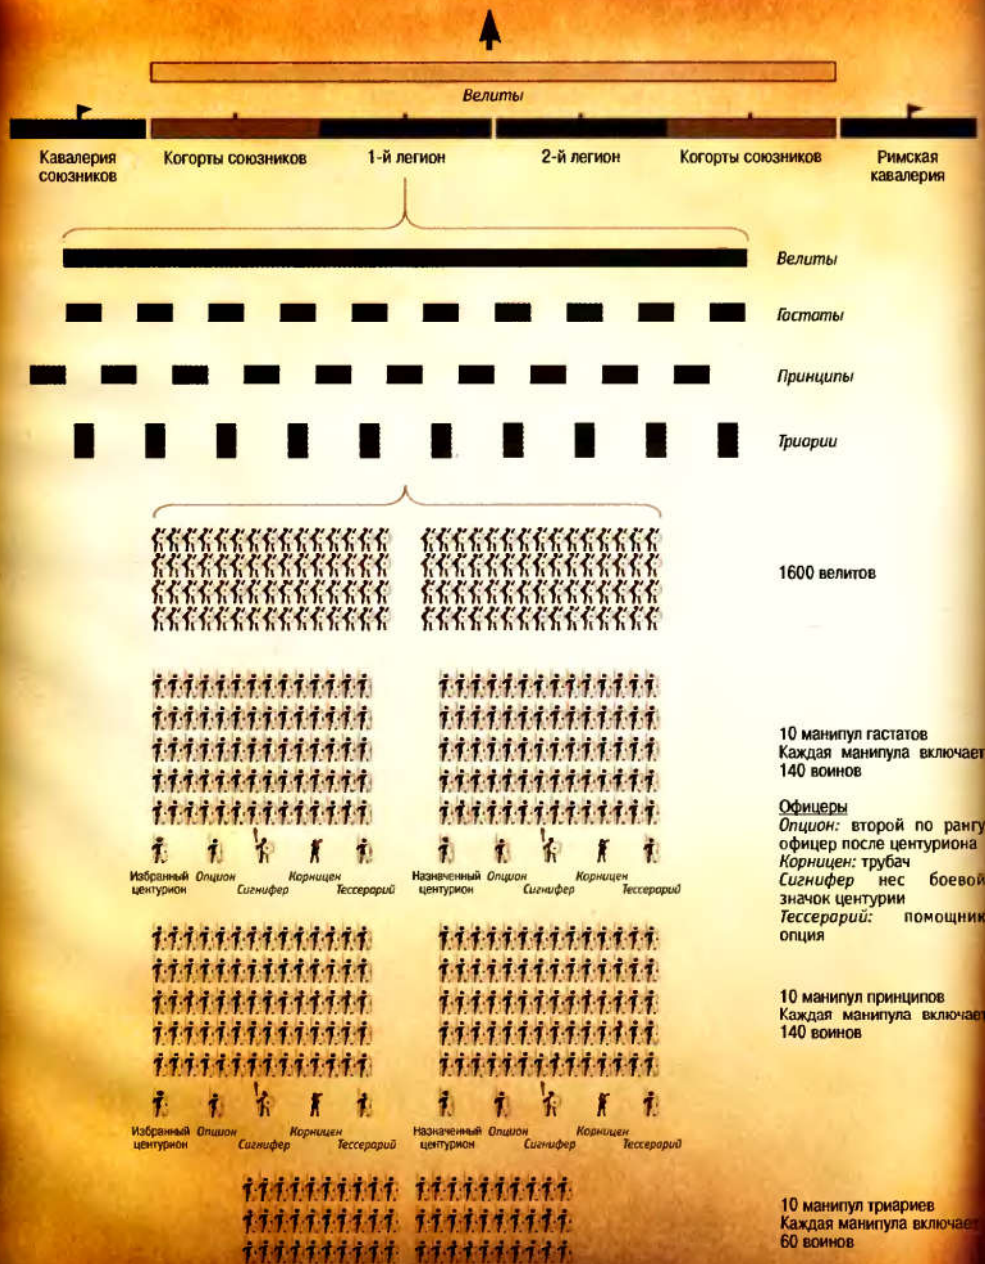 Велиты
Кавалерия союзников
Когорты союзников
1-й легион
2-й легион
Когорты союзников
Римская кавалерия
Велиты
Гастаты
Принципы
Триарии
1600 велитов
10 манипул гастатов
Каждая манипула включает
140 воинов
Офицеры
Опцион: второй по рангу
офицер после центуриона
Корницен: трубач
Сигнифер нес боевой
значок центурии
Тессерарий: помощник
опция
Избранный центурион
Опцион
Сигнифер
Корницен
Тессерарий
Назначенный центурион
Опцион
Сигнифер
Корницен
Тессерарий
10 манипул принципов
Каждая манипула включает
140 воинов
Избранный центурион
Опцион
Сигнифер
Корницен
Тессерарий
Назначенный центурион
Опцион
Сигнифер
Корницен
Тессерарий
10 манипул триариев
Каждая манипула включает
60 воинов